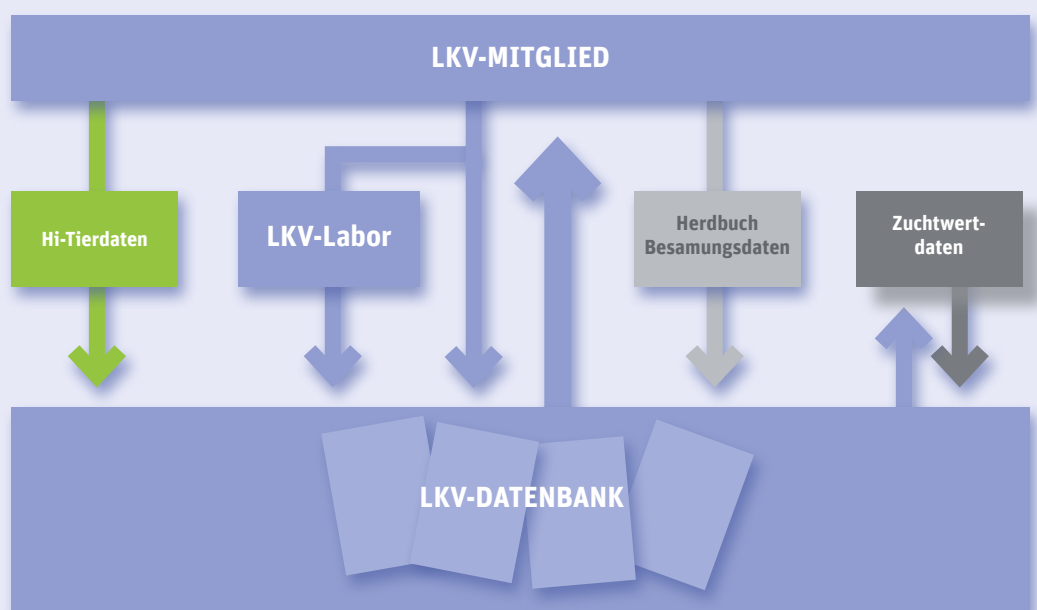 LKV-MITGLIED
Hi-Tierdaten
LKV-Labor
Herdbuch
Besamungsdaten
Zuchtwert-
daten
LKV-DATENBANK